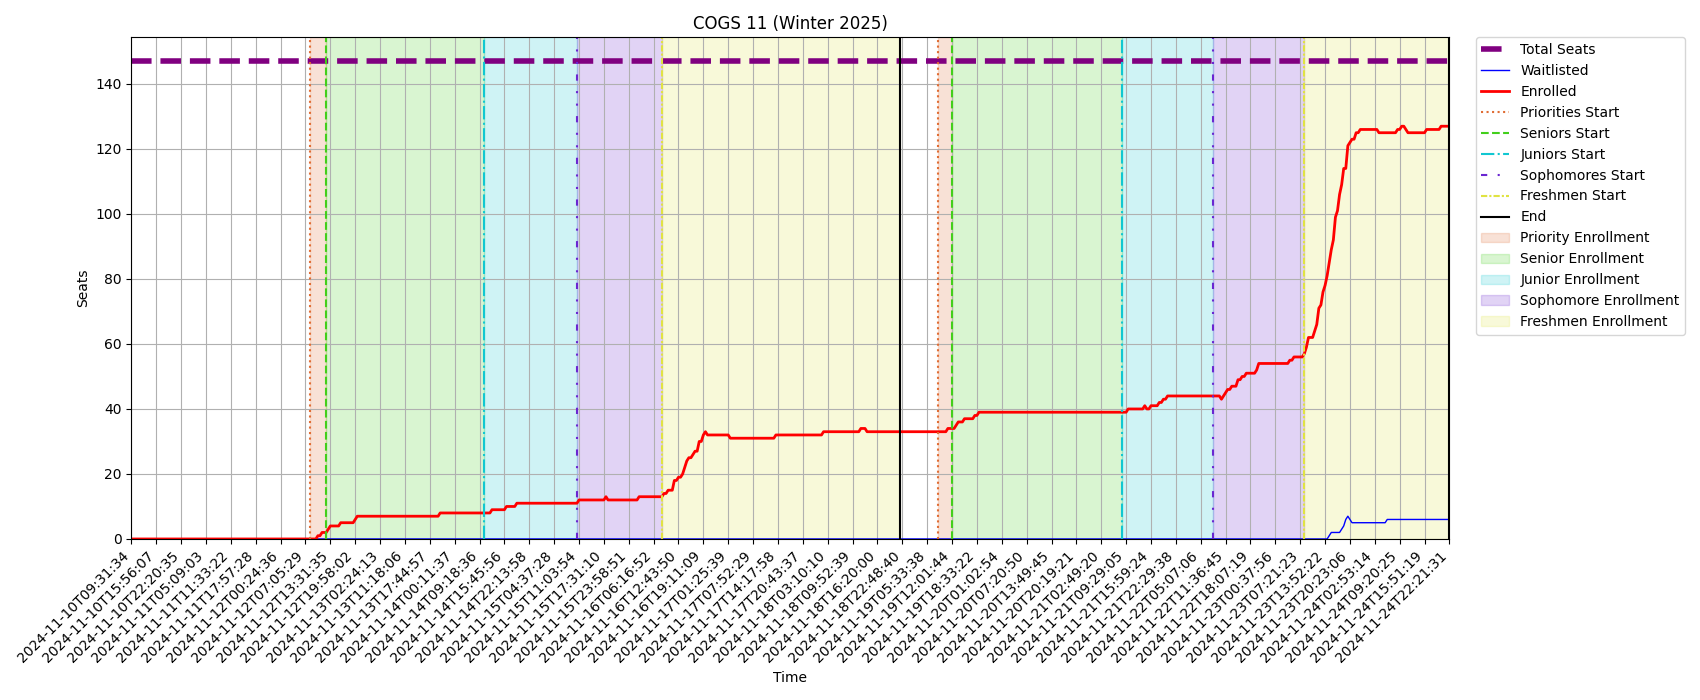 COGS 11 (Winter 2025)
Total Seats
Waitlisted
Enrolled
Priorities Start
Seniors Start
Juniors Start
Sophomores Start
Freshmen Start
End
Priority Enrollment
Senior Enrollment
Junior Enrollment
Sophomore Enrollment
Freshmen Enrollment
Seats
140
120
100
80
60
40
20
0
2024-11-10T09:31:34
2024-11-10T15:56:07
2024-11-10T22:20:35
2024-11-11T05:09:03
2024-11-11T11:33:22
2024-11-11T17:57:28
2024-11-12T00:24:36
2024-11-12T07:05:29
2024-11-12T13:31:35
2024-11-12T19:58:02
2024-11-13T02:24:13
2024-11-13T11:18:06
2024-11-13T17:44:57
2024-11-14T00:11:37
2024-11-14T09:18:36
2024-11-14T15:45:56
2024-11-14T22:13:58
2024-11-15T04:37:28
2024-11-15T11:03:54
2024-11-15T17:31:10
2024-11-15T23:58:51
2024-11-16T06:16:52
2024-11-16T12:43:50
2024-11-16T19:11:09
2024-11-17T01:25:39
2024-11-17T07:52:29
2024-11-17T14:17:58
2024-11-17T20:43:37
2024-11-18T03:10:10
2024-11-18T09:52:39
2024-11-18T16:20:00
2024-11-18T22:48:40
2024-11-19T05:33:38
2024-11-19T12:01:44
2024-11-19T18:33:22
2024-11-20T01:02:54
2024-11-20T07:20:50
2024-11-20T13:49:45
2024-11-20T20:19:21
2024-11-21T02:49:20
2024-11-21T09:29:05
2024-11-21T15:59:24
2024-11-21T22:29:38
2024-11-22T05:07:06
2024-11-22T11:36:45
2024-11-22T18:07:19
2024-11-23T00:37:56
2024-11-23T07:21:23
2024-11-23T13:52:22
2024-11-23T20:23:06
2024-11-24T02:53:14
2024-11-24T09:20:25
2024-11-24T15:51:19
2024-11-24T22:21:31
Time